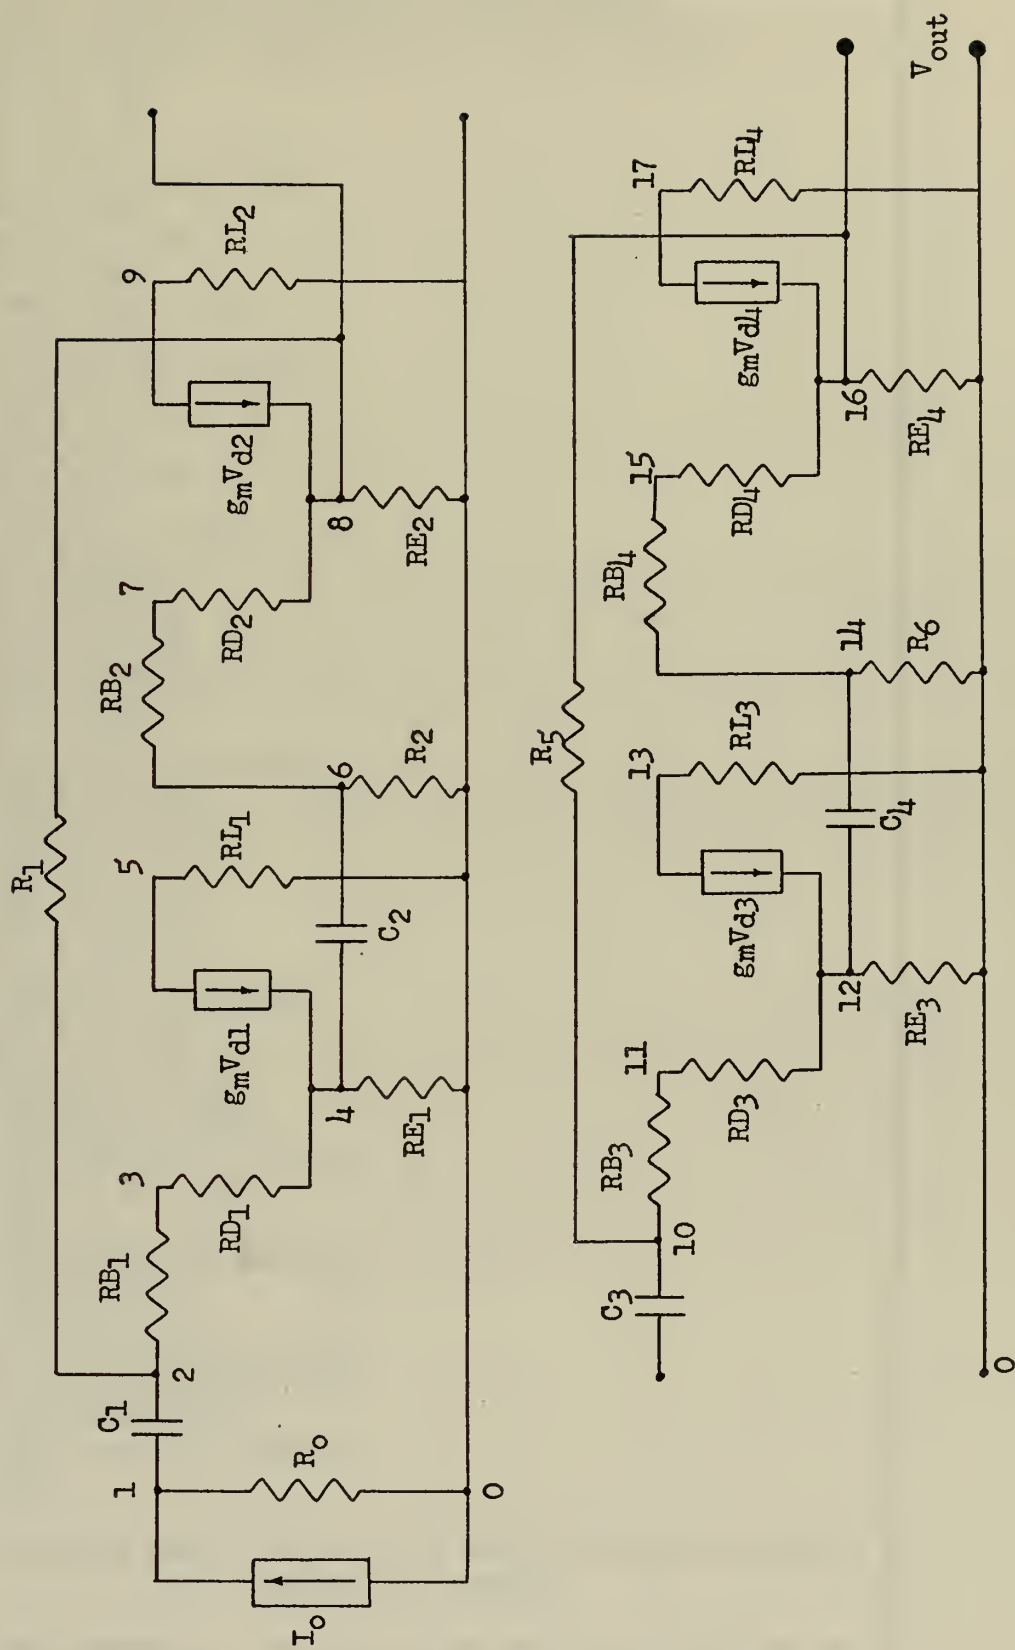 R1
C1
1
2
RB1
3
RD1
gmVd1
5
RL1
4
RE1
C2
6
R2
RB2
7
RD2
gmVd2
9
RL2
8
RE2
I0
R0
0
R5
C3
10
RB3
11
RD3
gmVd3
13
RL3
12
RE3
C4
14
R6
RB4
15
RD4
gmVd4
17
RL4
16
RE4
Vout
0